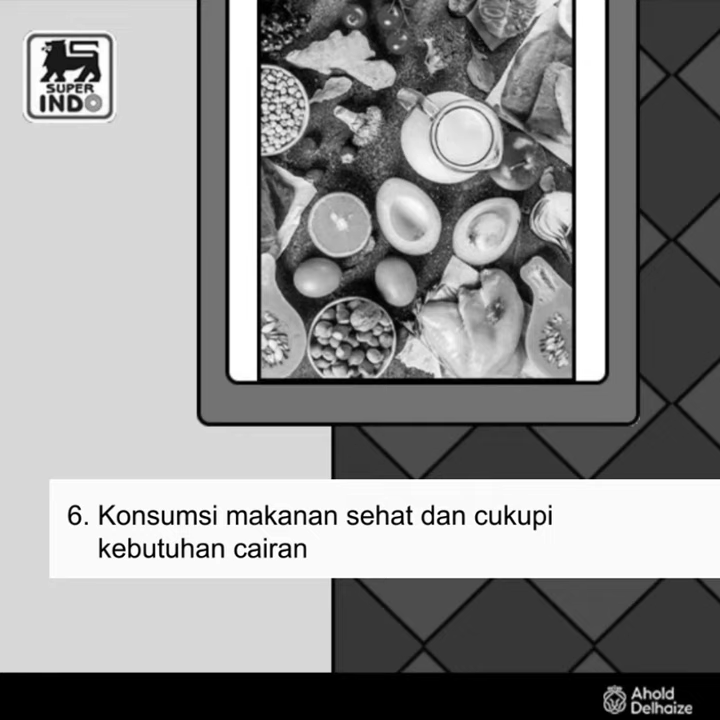 SUPER
INDO
6. Konsumsi makanan sehat dan cukupi
kebutuhan cairan
Ahold
Delhaize